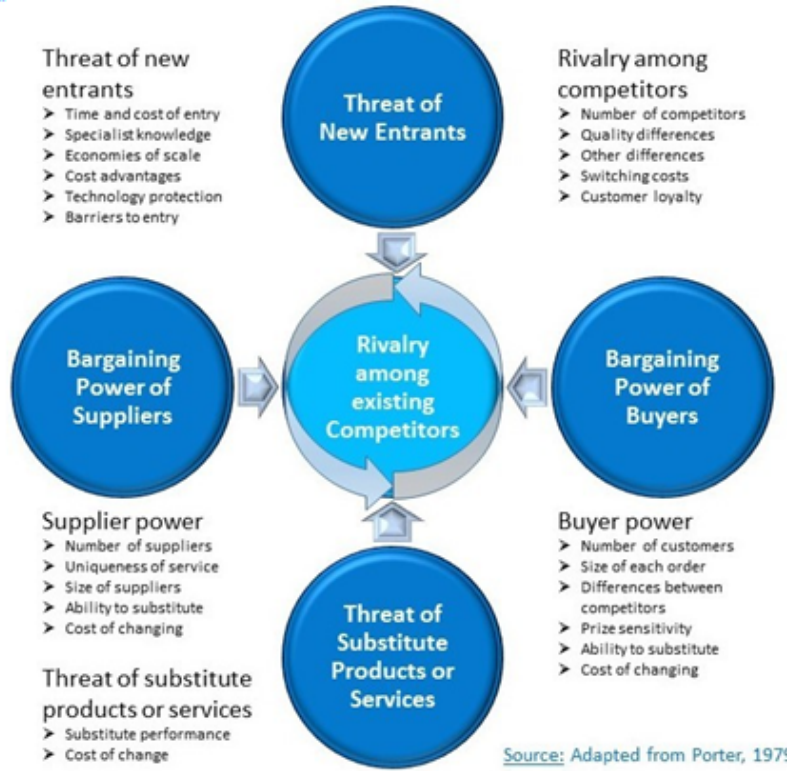 Threat of new
entrants
➤ Time and cost of entry
➤ Specialist knowledge
➤ Economies of scale
➤ Cost advantages
➤ Technology protection
➤ Barriers to entry
Threat of
New Entrants
Rivalry among
competitors
➤ Number of competitors
➤ Quality differences
➤ Other differences
➤ Switching costs
➤ Customer loyalty
Bargaining
Power of
Suppliers
Rivalry
among
existing
Competitors
Bargaining
Power of
Buyers
Supplier power
➤ Number of suppliers
➤ Uniqueness of service
➤ Size of suppliers
➤ Ability to substitute
➤ Cost of changing
Threat of substitute
products or services
➤ Substitute performance
➤ Cost of change
Threat of
Substitute
Products or
Services
Buyer power
➤ Number of customers
➤ Size of each order
➤ Differences between
competitors
➤ Prize sensitivity
➤ Ability to substitute
➤ Cost of changing
Source: Adapted from Porter, 1979